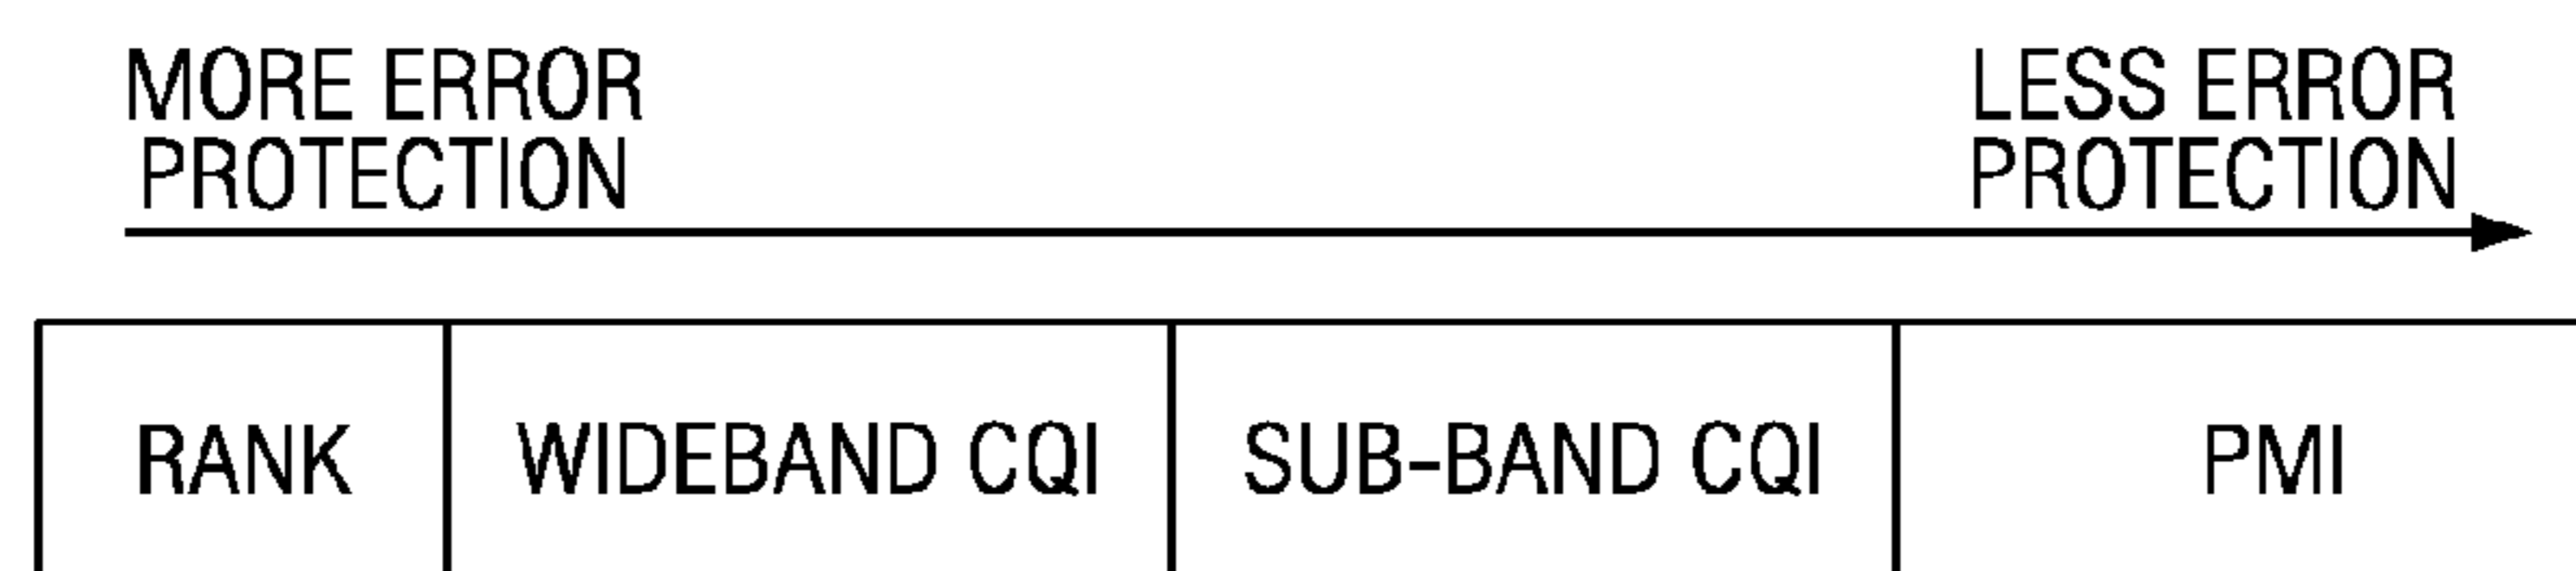 MORE ERROR
PROTECTION
LESS ERROR
PROTECTION
RANK
WIDEBAND CQI
SUB-BAND CQI
PMI